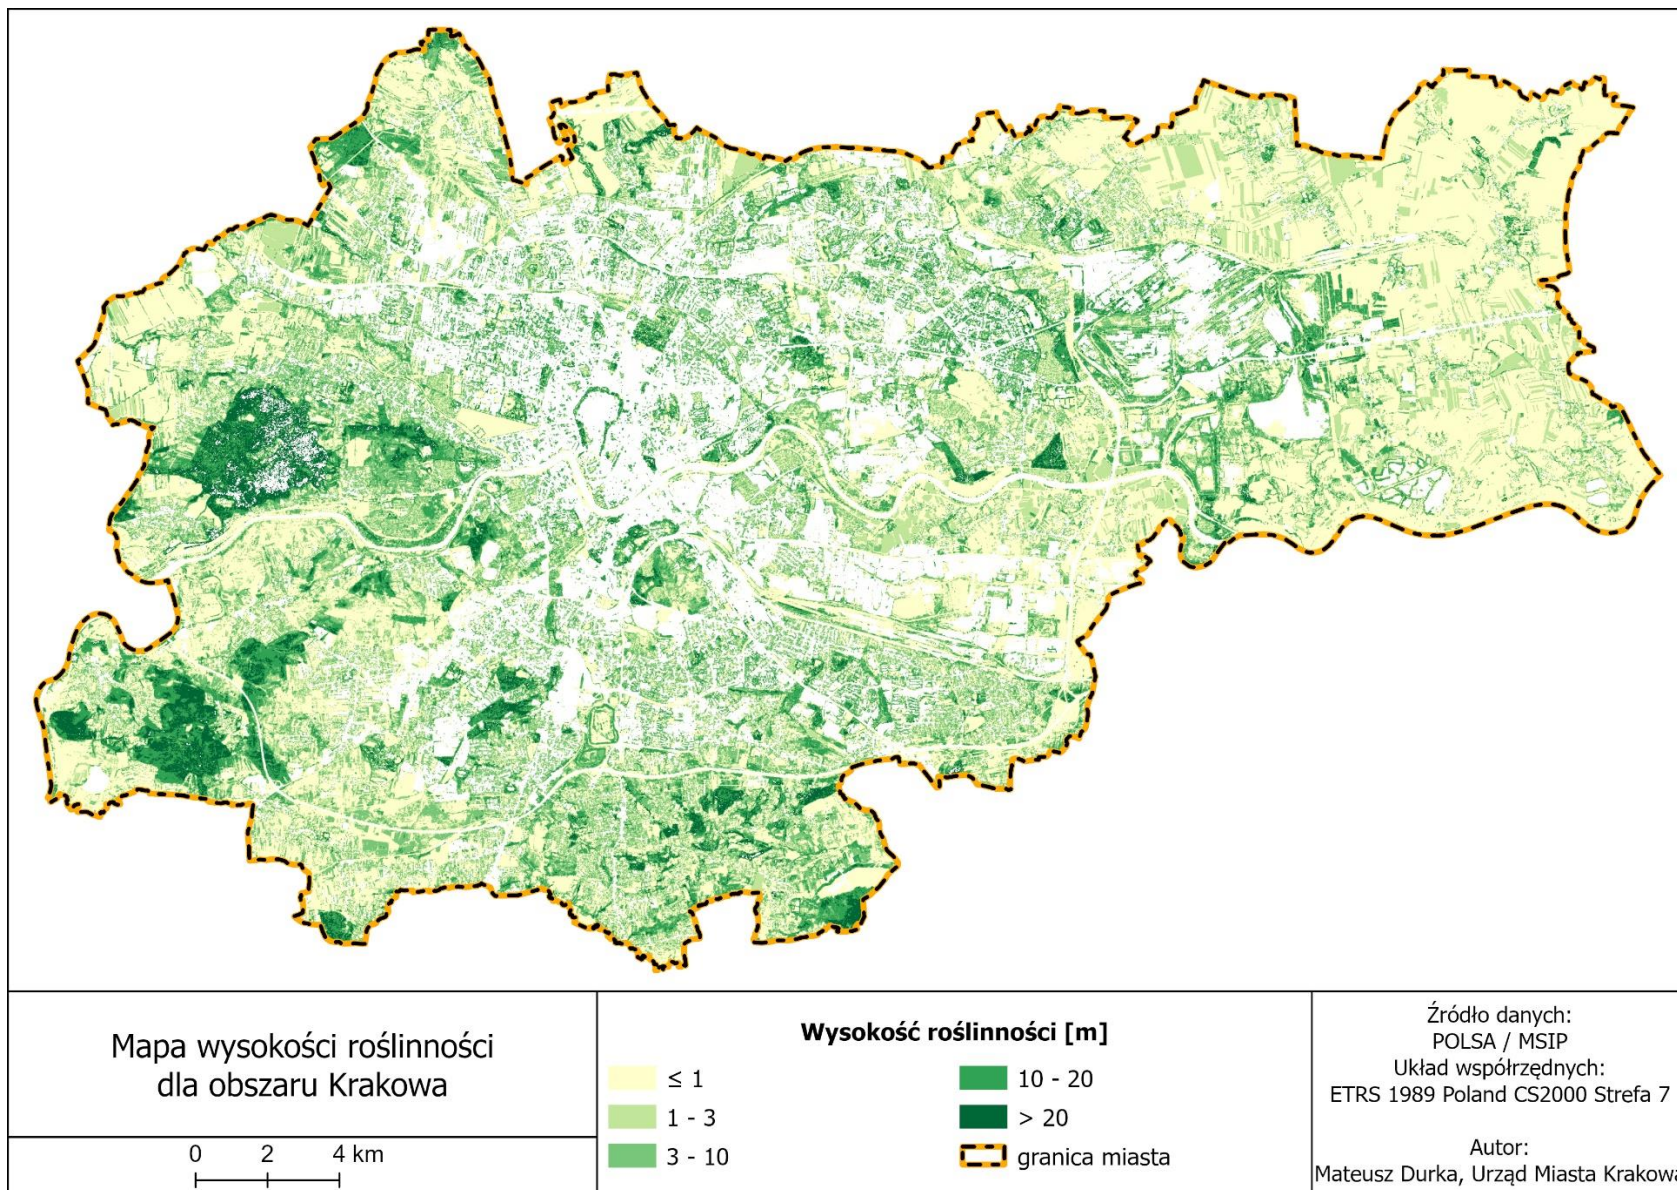 Mapa wysokości roślinności
dla obszaru Krakowa
0 2 4 km
Wysokość roślinności [m]
≤ 1
1 - 3
3 - 10
10 - 20
> 20
granica miasta
Źródło danych:
POLSA / MSIP
Układ współrzędnych:
ETRS 1989 Poland CS2000 Strefa 7
Autor:
Mateusz Durka, Urząd Miasta Krakowa